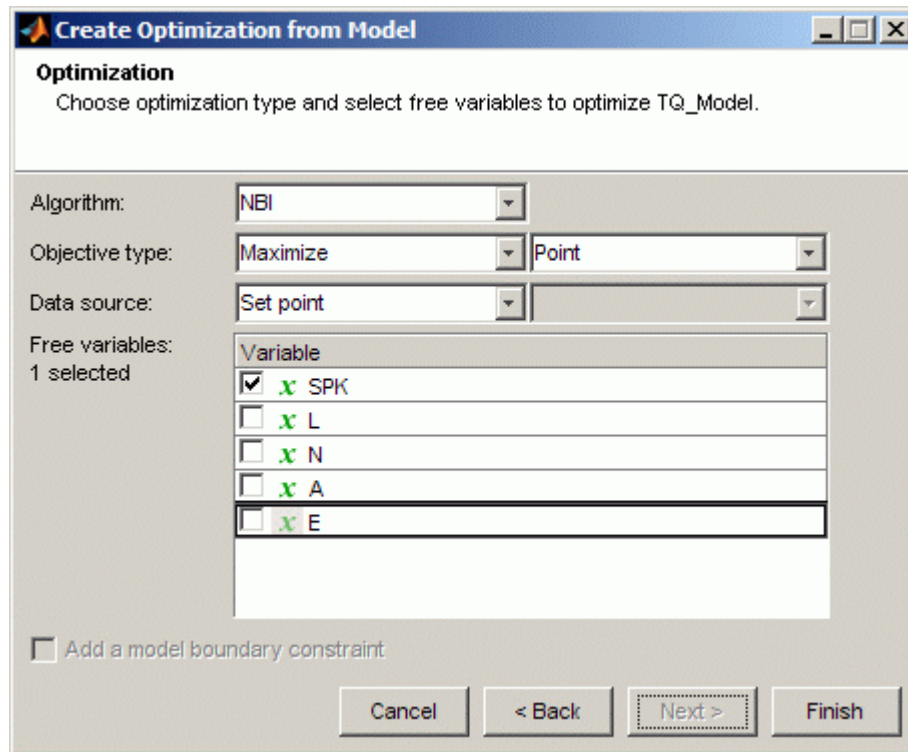 Create Optimization from Model
Optimization
Choose optimization type and select free variables to optimize TQ_Model.
Algorithm: NBI
Objective type: Maximize Point
Data source: Set point
Free variables:
1 selected
Variable
x SPK
x L
x N
x A
x E
Add a model boundary constraint
Cancel < Back Next > Finish